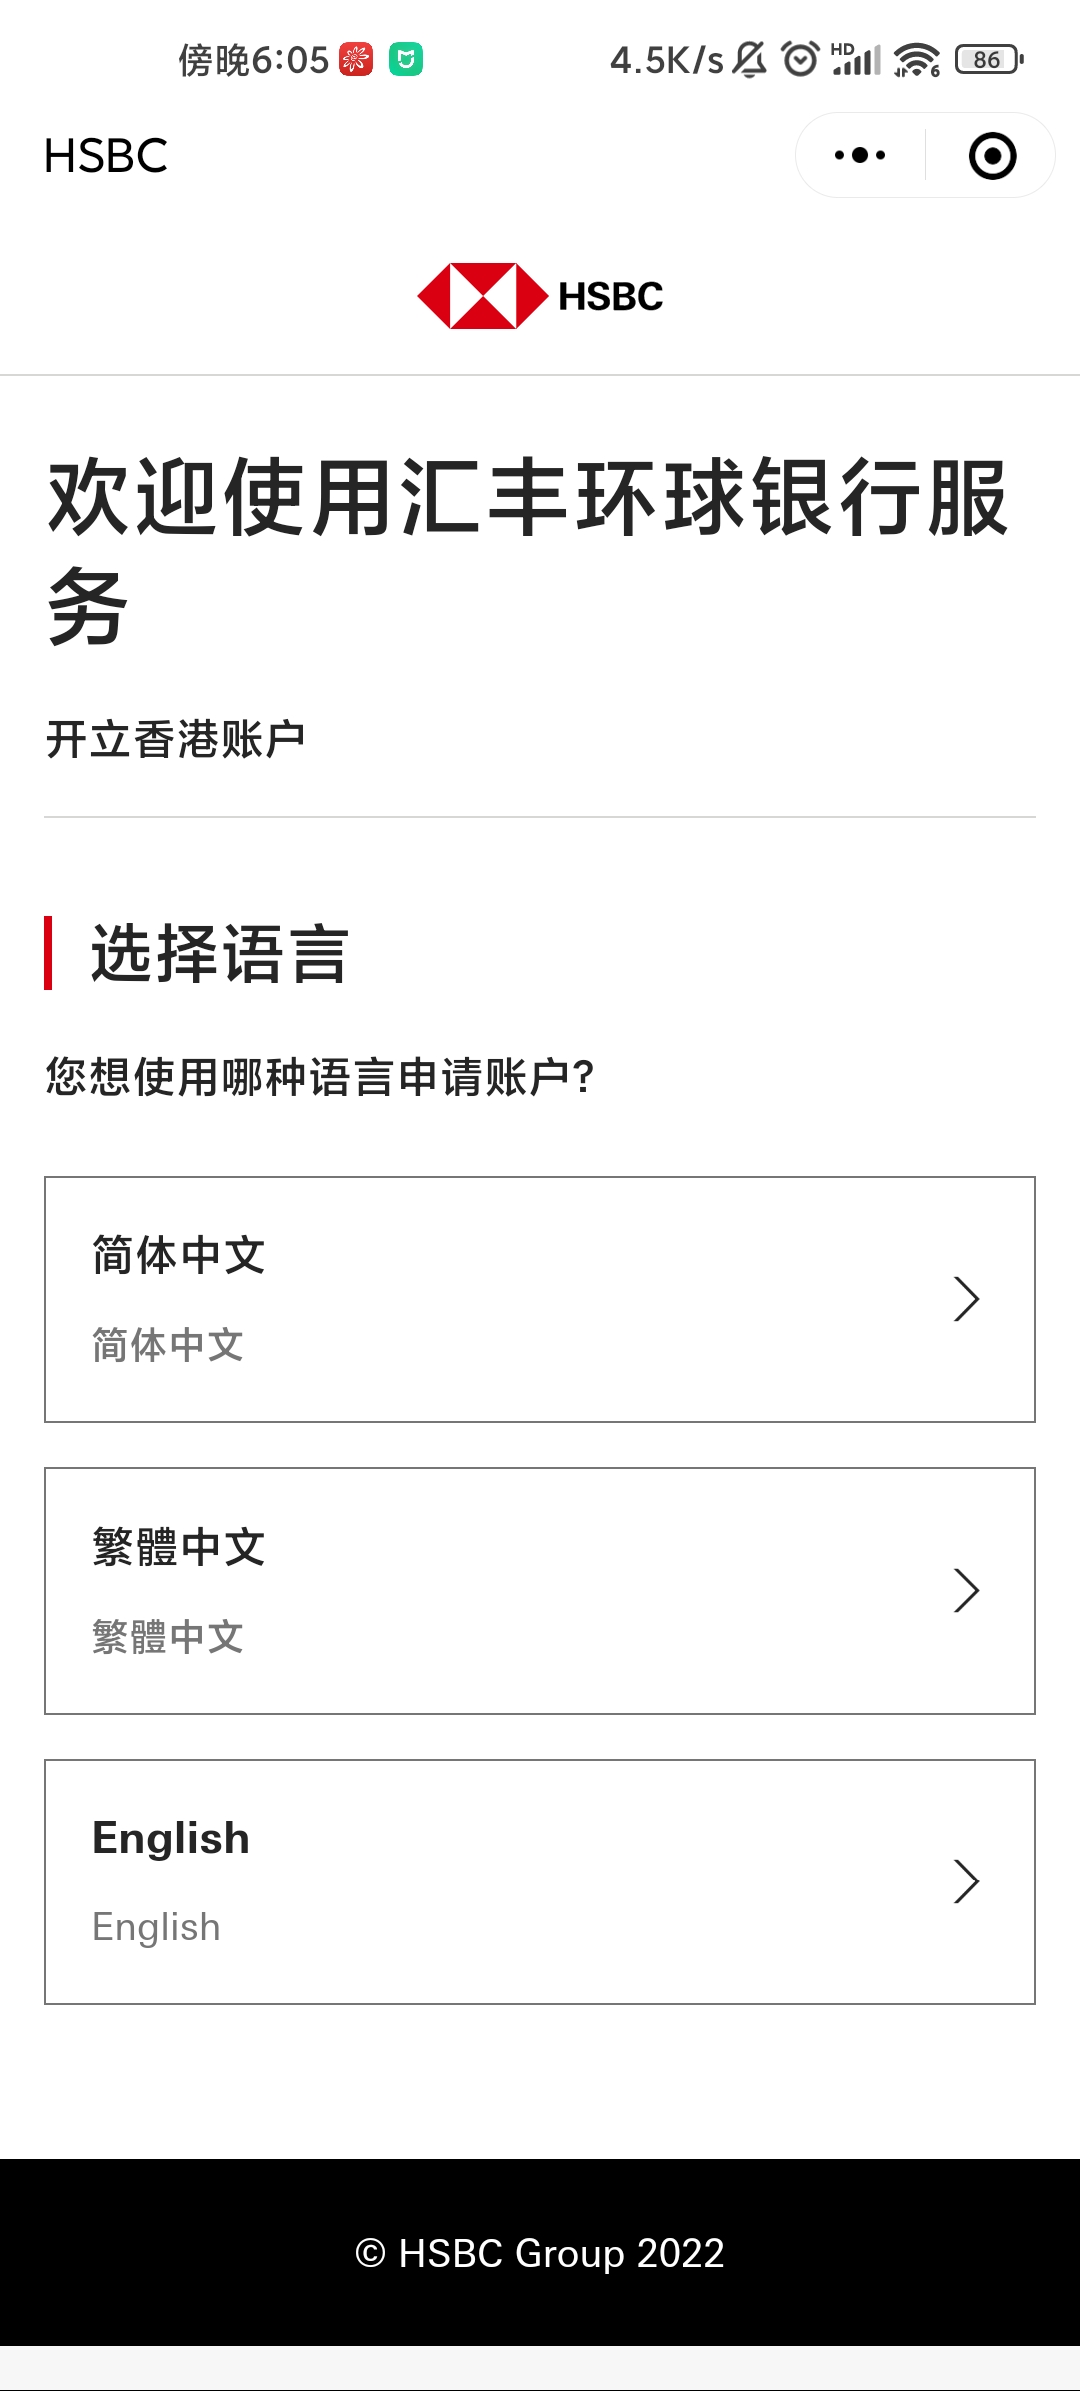 傍晚6:05 4.5K/s HD 6 86
HSBC
HSBC
欢迎使用汇丰环球银行服
务
开立香港账户
选择语言
您想使用哪种语言申请账户?
简体中文
简体中文
繁體中文
繁體中文
English
English
© HSBC Group 2022